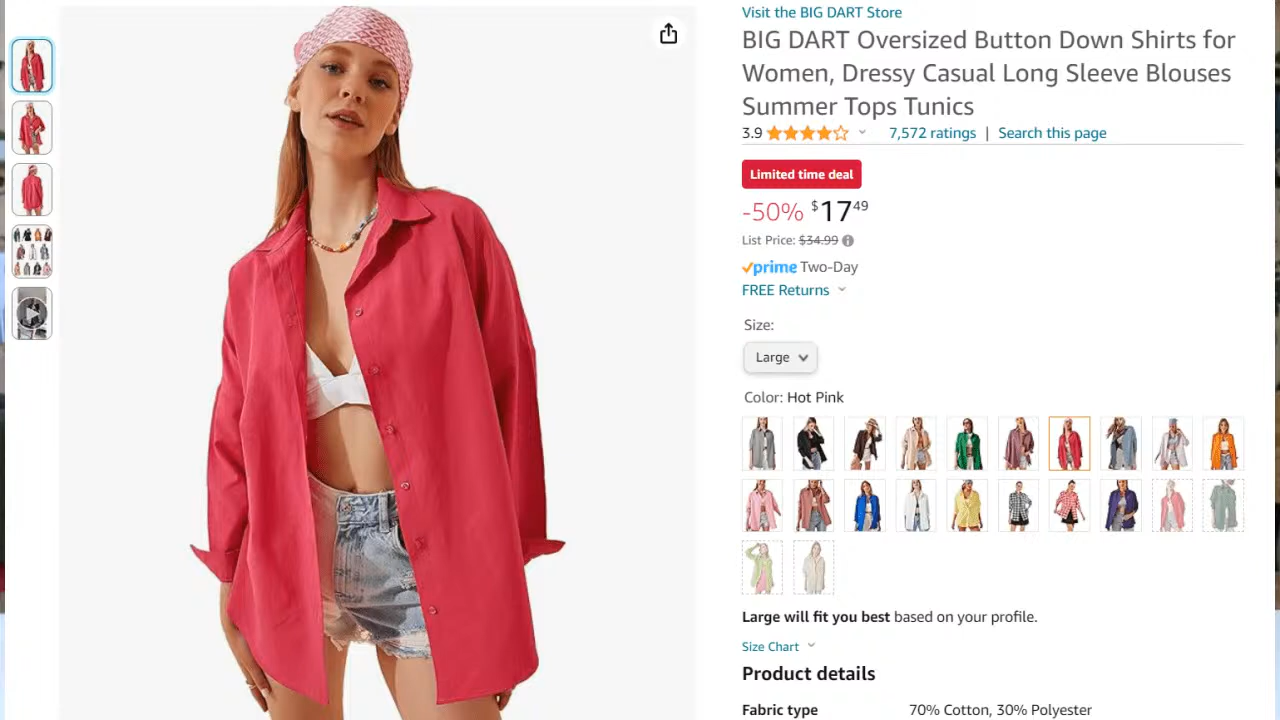 Visit the BIG DART Store
BIG DART Oversized Button Down Shirts for
Women, Dressy Casual Long Sleeve Blouses
Summer Tops Tunics
3.9 7,572 ratings | Search this page
Limited time deal
-50% $17 49
List Price: $34.99
prime Two-Day
FREE Returns
Size:
Large
Color: Hot Pink
Large will fit you best based on your profile.
Size Chart
Product details
Fabric type 70% Cotton, 30% Polyester